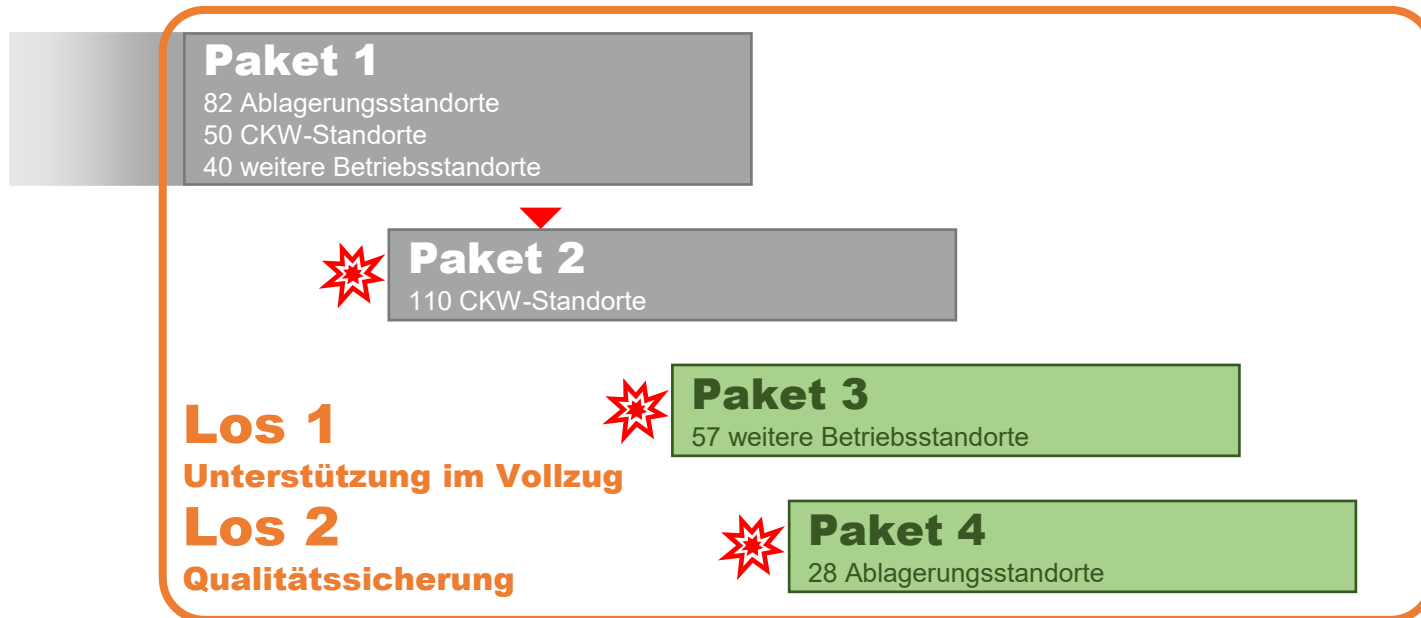 Paket 1
82 Ablagerungsstandorte
50 CKW-Standorte
40 weitere Betriebsstandorte
Paket 2
110 CKW-Standorte
Paket 3
57 weitere Betriebsstandorte
Los 1
Unterstützung im Vollzug
Los 2
Qualitätssicherung
Paket 4
28 Ablagerungsstandorte